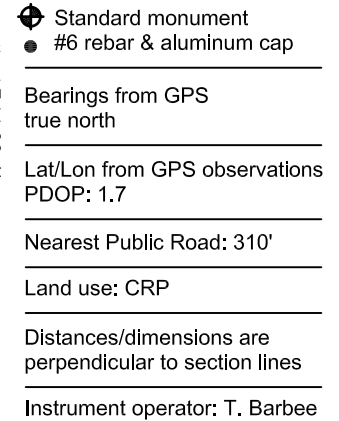 Standard monument
#6 rebar & aluminum cap
Bearings from GPS
true north
Lat/Lon from GPS observations
PDOP: 1.7
Nearest Public Road: 310'
Land use: CRP
Distances/dimensions are
perpendicular to section lines
Instrument operator: T. Barbee